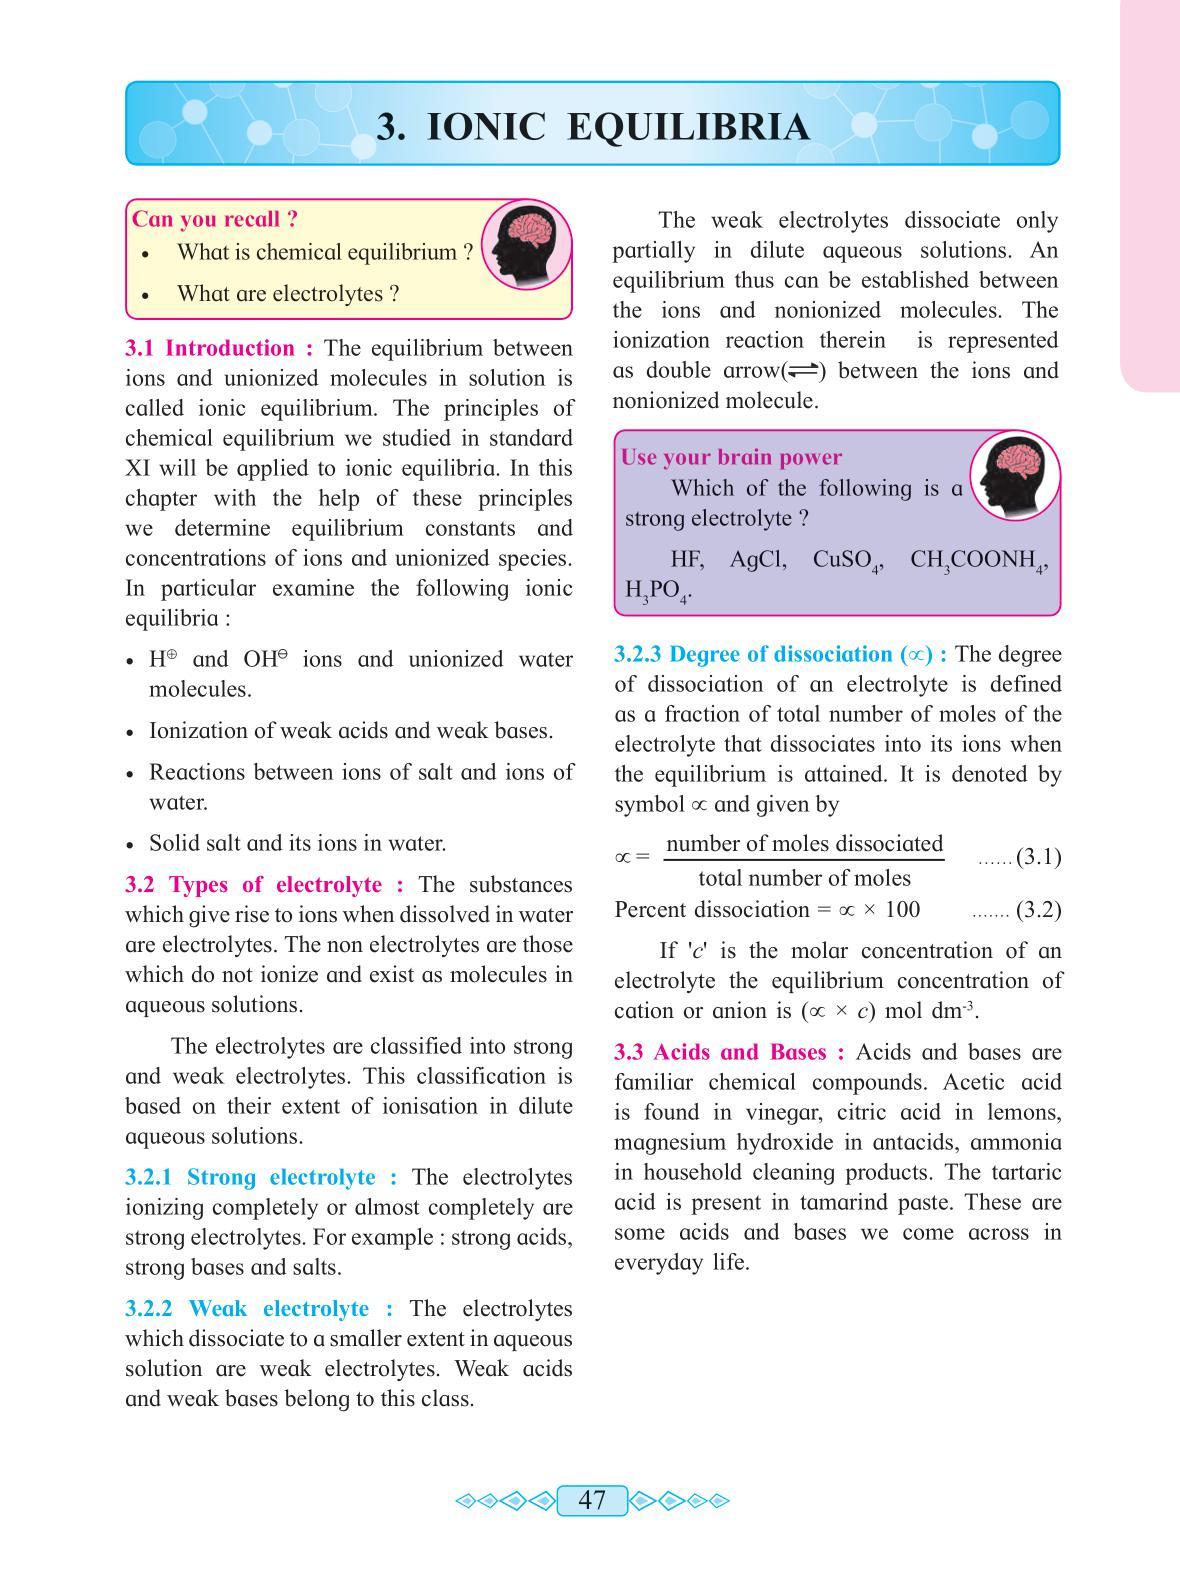 3. IONIC EQUILIBRIA
Can you recall ?
• What is chemical equilibrium ?
• What are electrolytes ?
3.1 Introduction : The equilibrium between
ions and unionized molecules in solution is
called ionic equilibrium. The principles of
chemical equilibrium we studied in standard
XI will be applied to ionic equilibria. In this
chapter with the help of these principles
we determine equilibrium constants and
concentrations of ions and unionized species.
In particular examine the following ionic
equilibria :
• H⊕ and OH⊖ ions and unionized water
molecules.
• Ionization of weak acids and weak bases.
• Reactions between ions of salt and ions of
water.
• Solid salt and its ions in water.
3.2 Types of electrolyte : The substances
which give rise to ions when dissolved in water
are electrolytes. The non electrolytes are those
which do not ionize and exist as molecules in
aqueous solutions.
The electrolytes are classified into strong
and weak electrolytes. This classification is
based on their extent of ionisation in dilute
aqueous solutions.
3.2.1 Strong electrolyte : The electrolytes
ionizing completely or almost completely are
strong electrolytes. For example : strong acids,
strong bases and salts.
3.2.2 Weak electrolyte : The electrolytes
which dissociate to a smaller extent in aqueous
solution are weak electrolytes. Weak acids
and weak bases belong to this class.
The weak electrolytes dissociate only
partially in dilute aqueous solutions. An
equilibrium thus can be established between
the ions and nonionized molecules. The
ionization reaction therein is represented
as double arrow(⇌) between the ions and
nonionized molecule.
Use your brain power
Which of the following is a
strong electrolyte ?
HF, AgCl, CuSO₄, CH₃COONH₄,
H₃PO₄.
3.2.3 Degree of dissociation (∝) : The degree
of dissociation of an electrolyte is defined
as a fraction of total number of moles of the
electrolyte that dissociates into its ions when
the equilibrium is attained. It is denoted by
symbol ∝ and given by
∝ = number of moles dissociated ...... (3.1)
total number of moles
Percent dissociation = ∝ × 100 ....... (3.2)
If 'c' is the molar concentration of an
electrolyte the equilibrium concentration of
cation or anion is (∝ × c) mol dm⁻³.
3.3 Acids and Bases : Acids and bases are
familiar chemical compounds. Acetic acid
is found in vinegar, citric acid in lemons,
magnesium hydroxide in antacids, ammonia
in household cleaning products. The tartaric
acid is present in tamarind paste. These are
some acids and bases we come across in
everyday life.
47